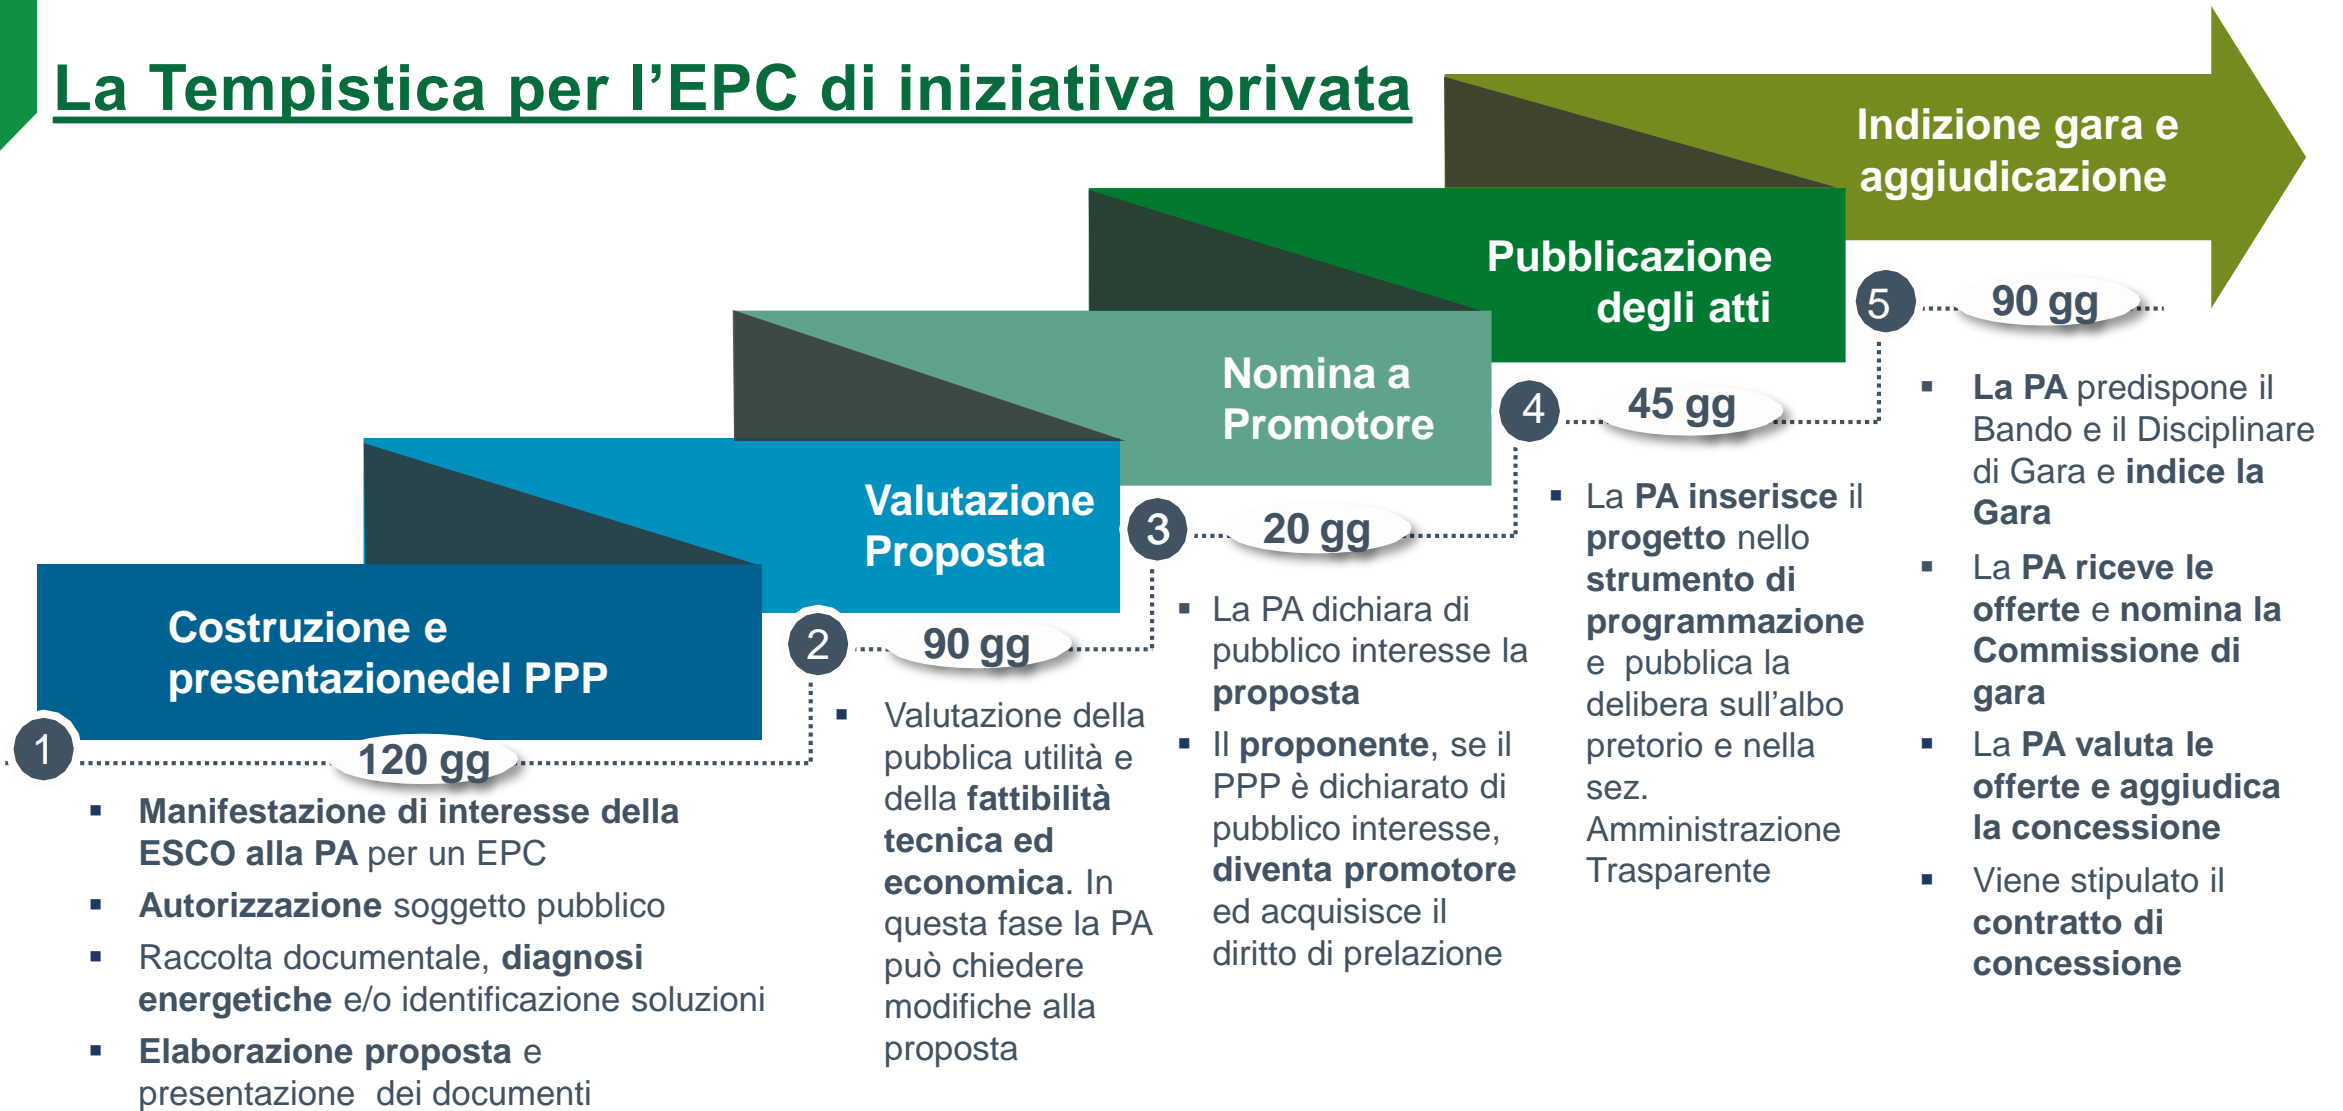 La Tempistica per l’EPC di iniziativa privata
Costruzione e
presentazionedel PPP
1
120 gg
▪ Manifestazione di interesse della
ESCO alla PA per un EPC
▪ Autorizzazione soggetto pubblico
▪ Raccolta documentale, diagnosi
energetiche e/o identificazione soluzioni
▪ Elaborazione proposta e
presentazione dei documenti
Valutazione
Proposta
2
90 gg
▪ Valutazione della
pubblica utilità e
della fattibilità
tecnica ed
economica. In
questa fase la PA
può chiedere
modifiche alla
proposta
Nomina a
Promotore
3
20 gg
▪ La PA dichiara di
pubblico interesse la
proposta
▪ Il proponente, se il
PPP è dichiarato di
pubblico interesse,
diventa promotore
ed acquisisce il
diritto di prelazione
Pubblicazione
degli atti
4
45 gg
▪ La PA inserisce il
progetto nello
strumento di
programmazione
e pubblica la
delibera sull’albo
pretorio e nella
sez.
Amministrazione
Trasparente
Indizione gara e
aggiudicazione
5
90 gg
▪ La PA predispone il
Bando e il Disciplinare
di Gara e indice la
Gara
▪ La PA riceve le
offerte e nomina la
Commissione di
gara
▪ La PA valuta le
offerte e aggiudica
la concessione
▪ Viene stipulato il
contratto di
concessione